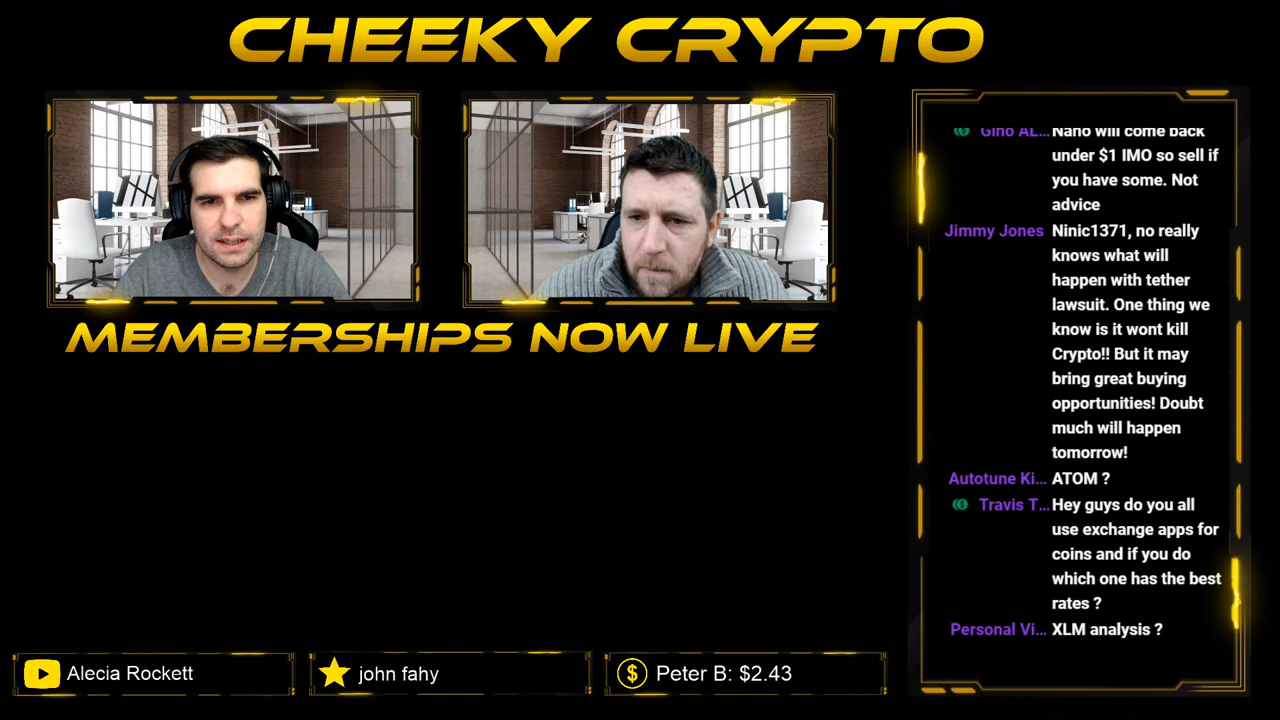 CHEEKY CRYPTO
MEMBERSHIPS NOW LIVE
Gino AL... Nano will come back
under $1 IMO so sell if
you have some. Not
advice
Jimmy Jones Ninic1371, no really
knows what will
happen with tether
lawsuit. One thing we
know is it wont kill
Crypto!! But it may
bring great buying
opportunities! Doubt
much will happen
tomorrow!
Autotune Ki... ATOM ?
Travis T... Hey guys do you all
use exchange apps for
coins and if you do
which one has the best
rates ?
Personal Vi... XLM analysis ?
Alecia Rockett
john fahy
Peter B: $2.43